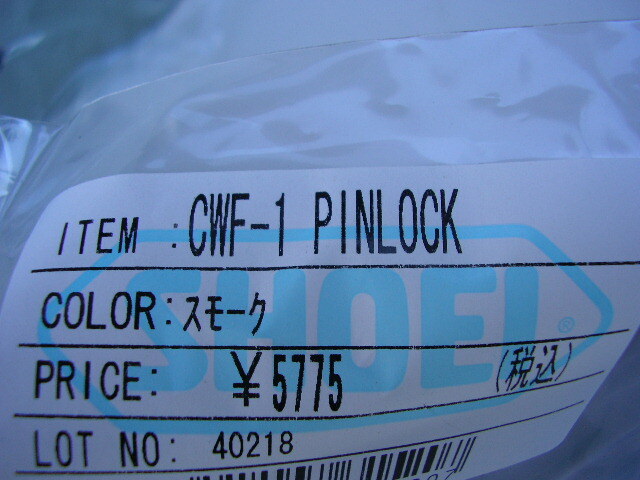 ITEM :CWF-1 PINLOCK
COLOR:スモーク
PRICE: ¥5775 (税込)
LOT NO: 40218
SHOEI ®